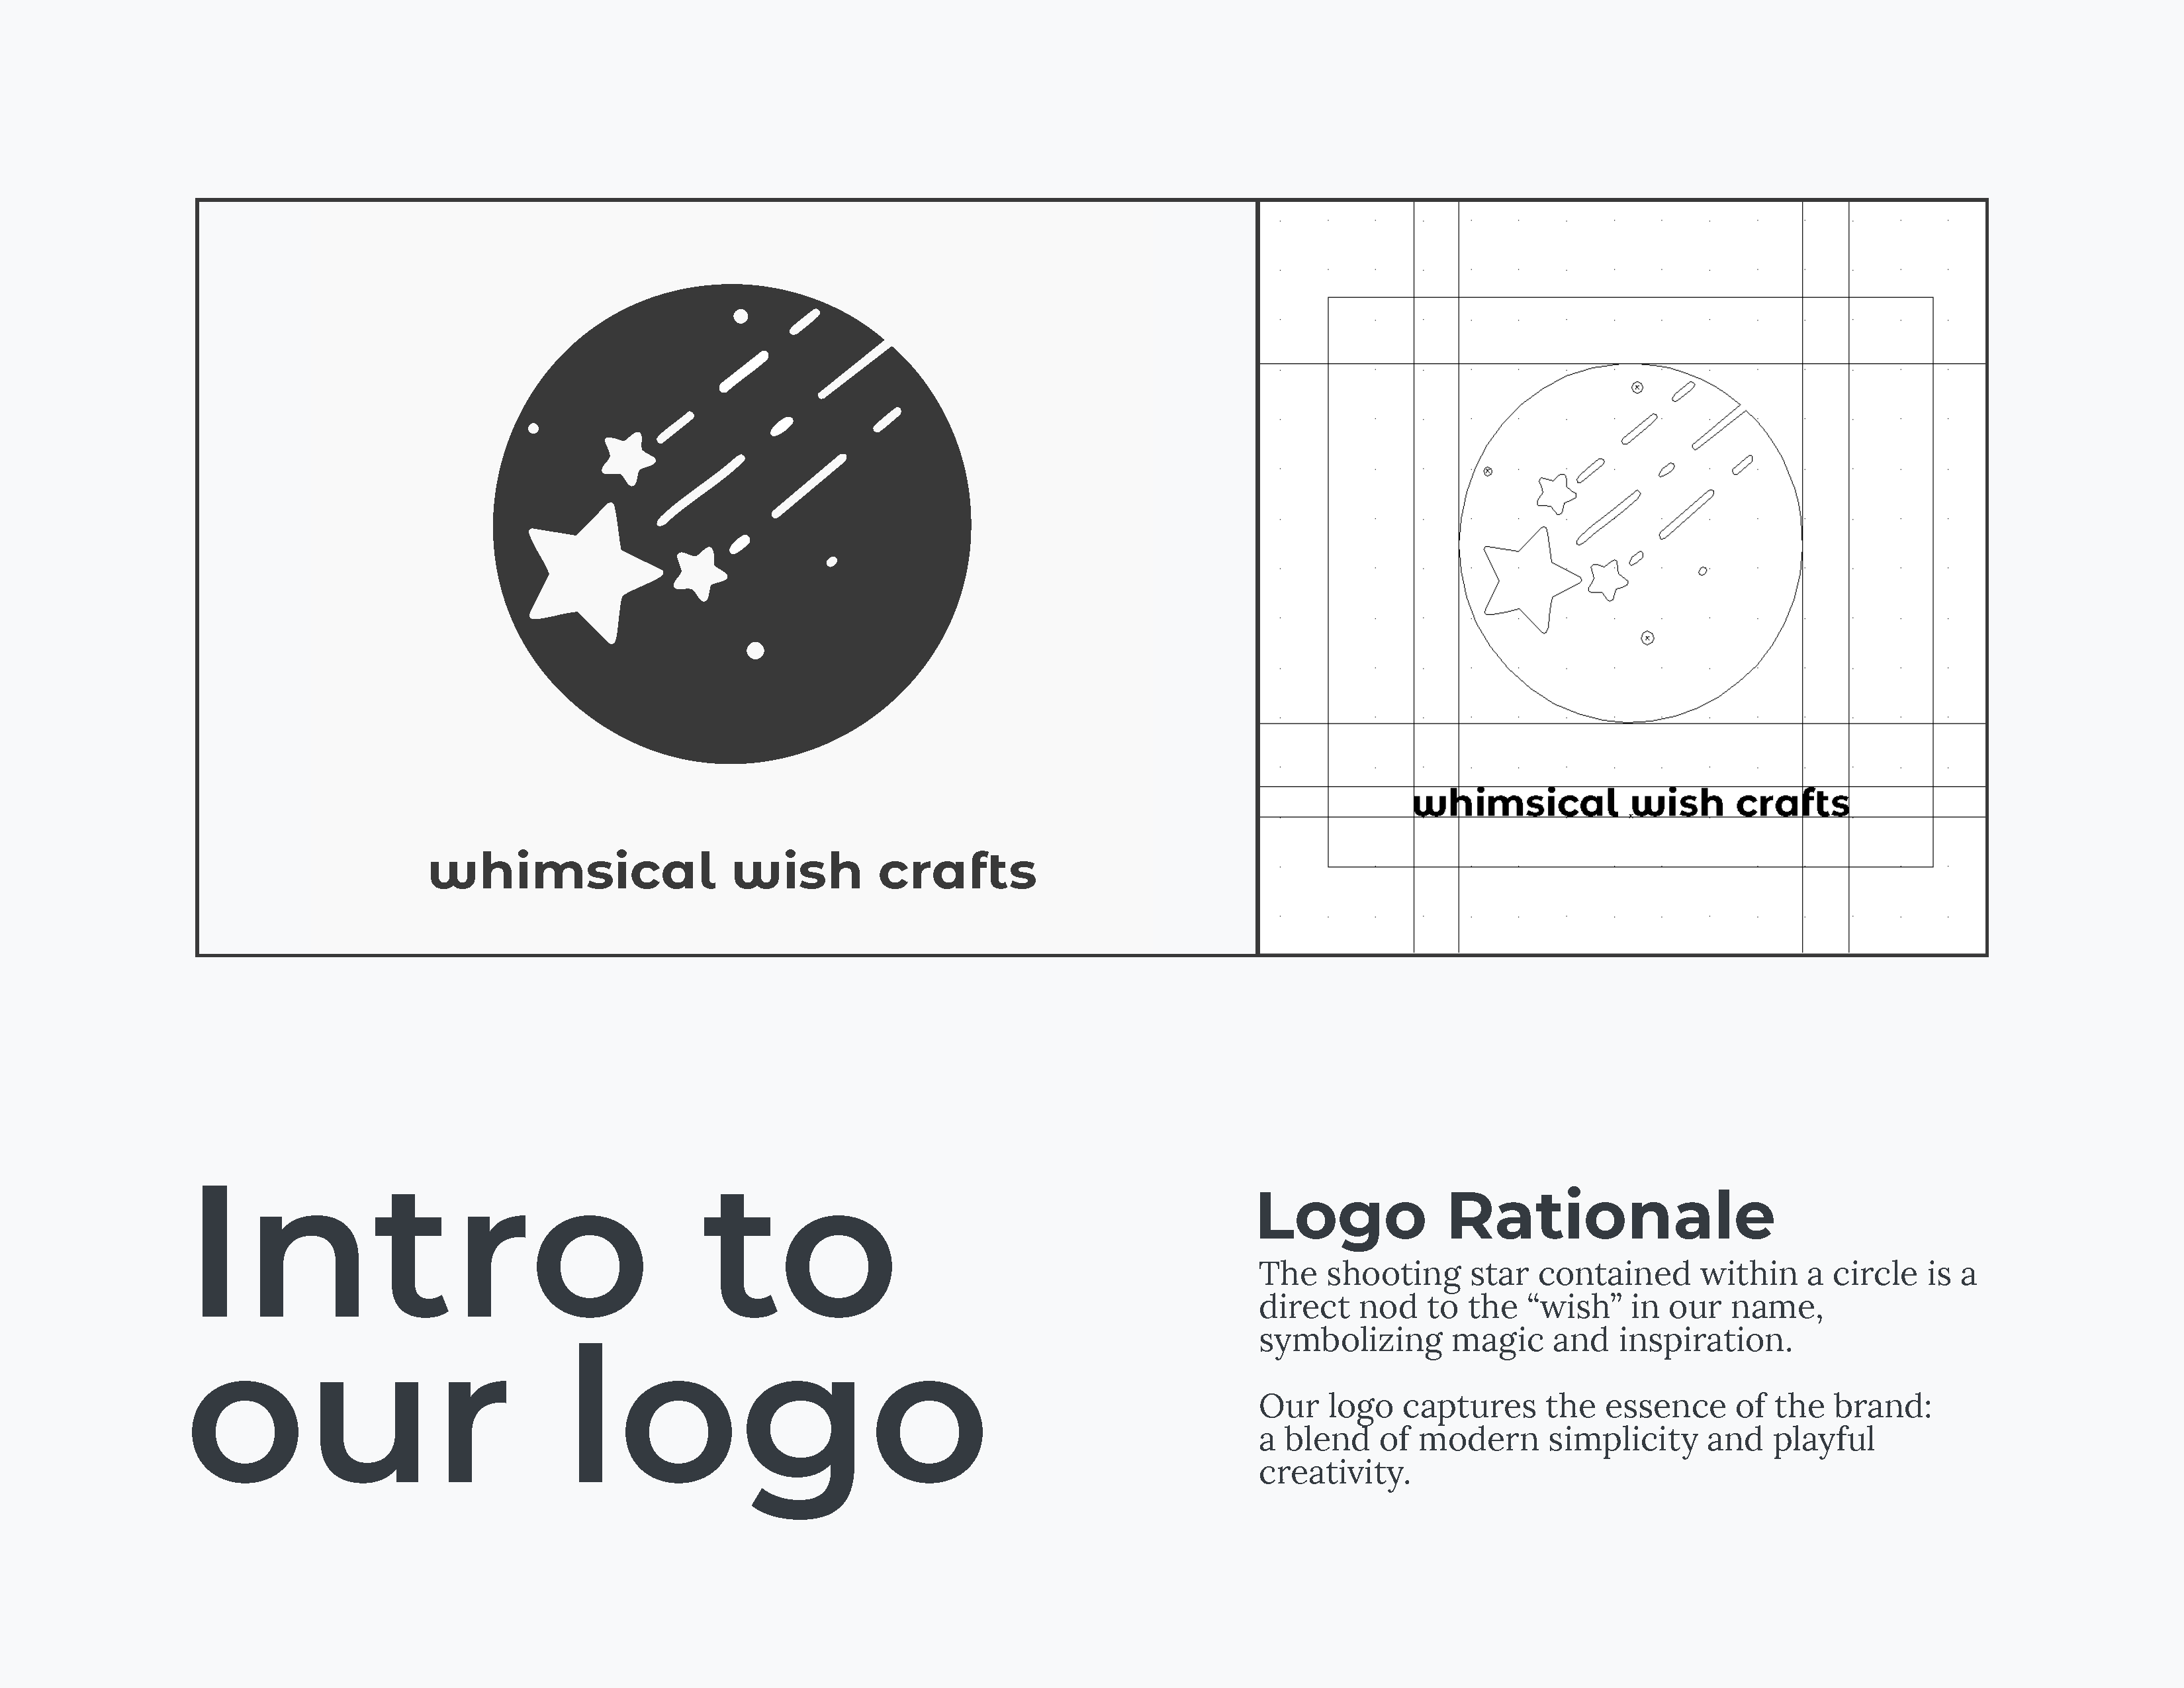 whimsical wish crafts
whimsical wish crafts
Intro to
our logo
Logo Rationale
The shooting star contained within a circle is a
direct nod to the “wish” in our name,
symbolizing magic and inspiration.
Our logo captures the essence of the brand:
a blend of modern simplicity and playful
creativity.